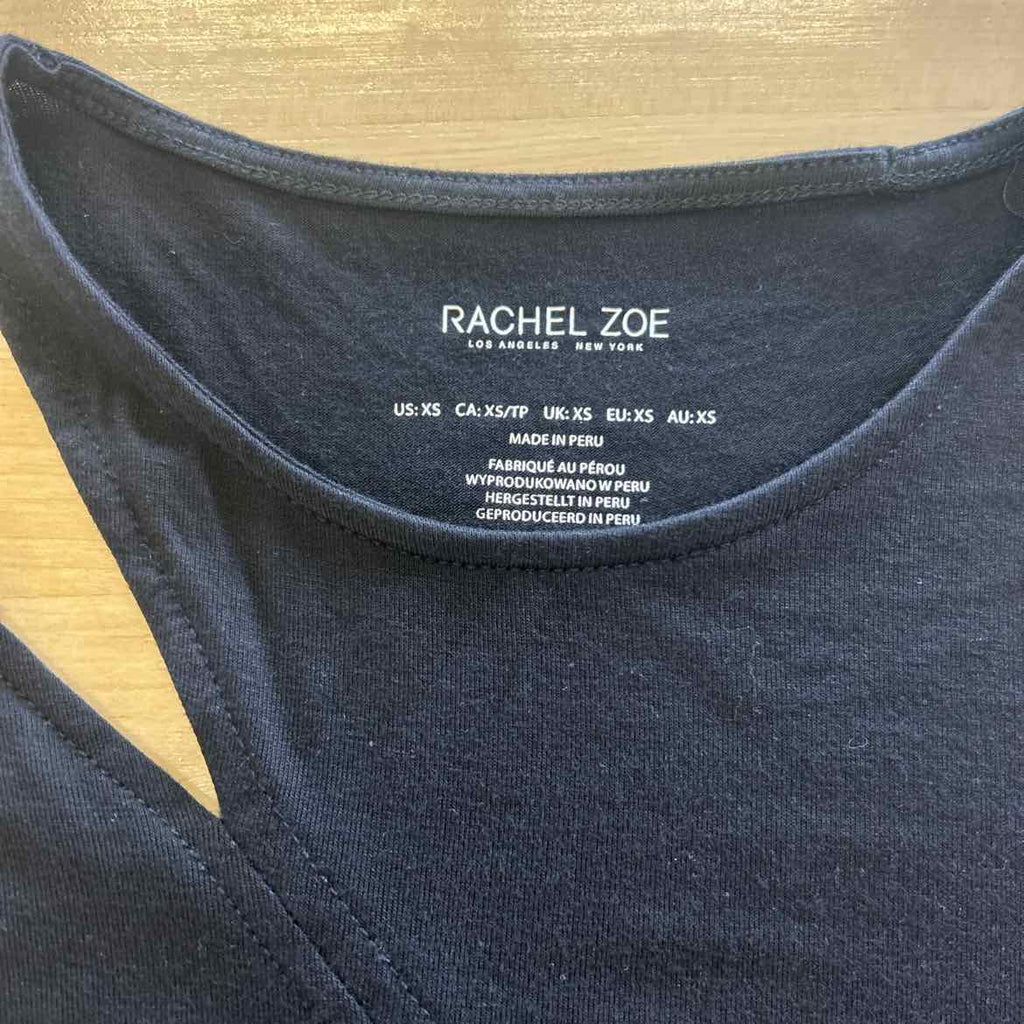 RACHEL ZOE
LOS ANGELES NEW YORK
US: XS CA: XS/TP UK: XS EU: XS AU: XS
MADE IN PERU
FABRIQUÉ AU PÉROU
WYPRODUKOWANO W PERU
HERGESTELLT IN PERU
GEPRODUCEERD IN PERU